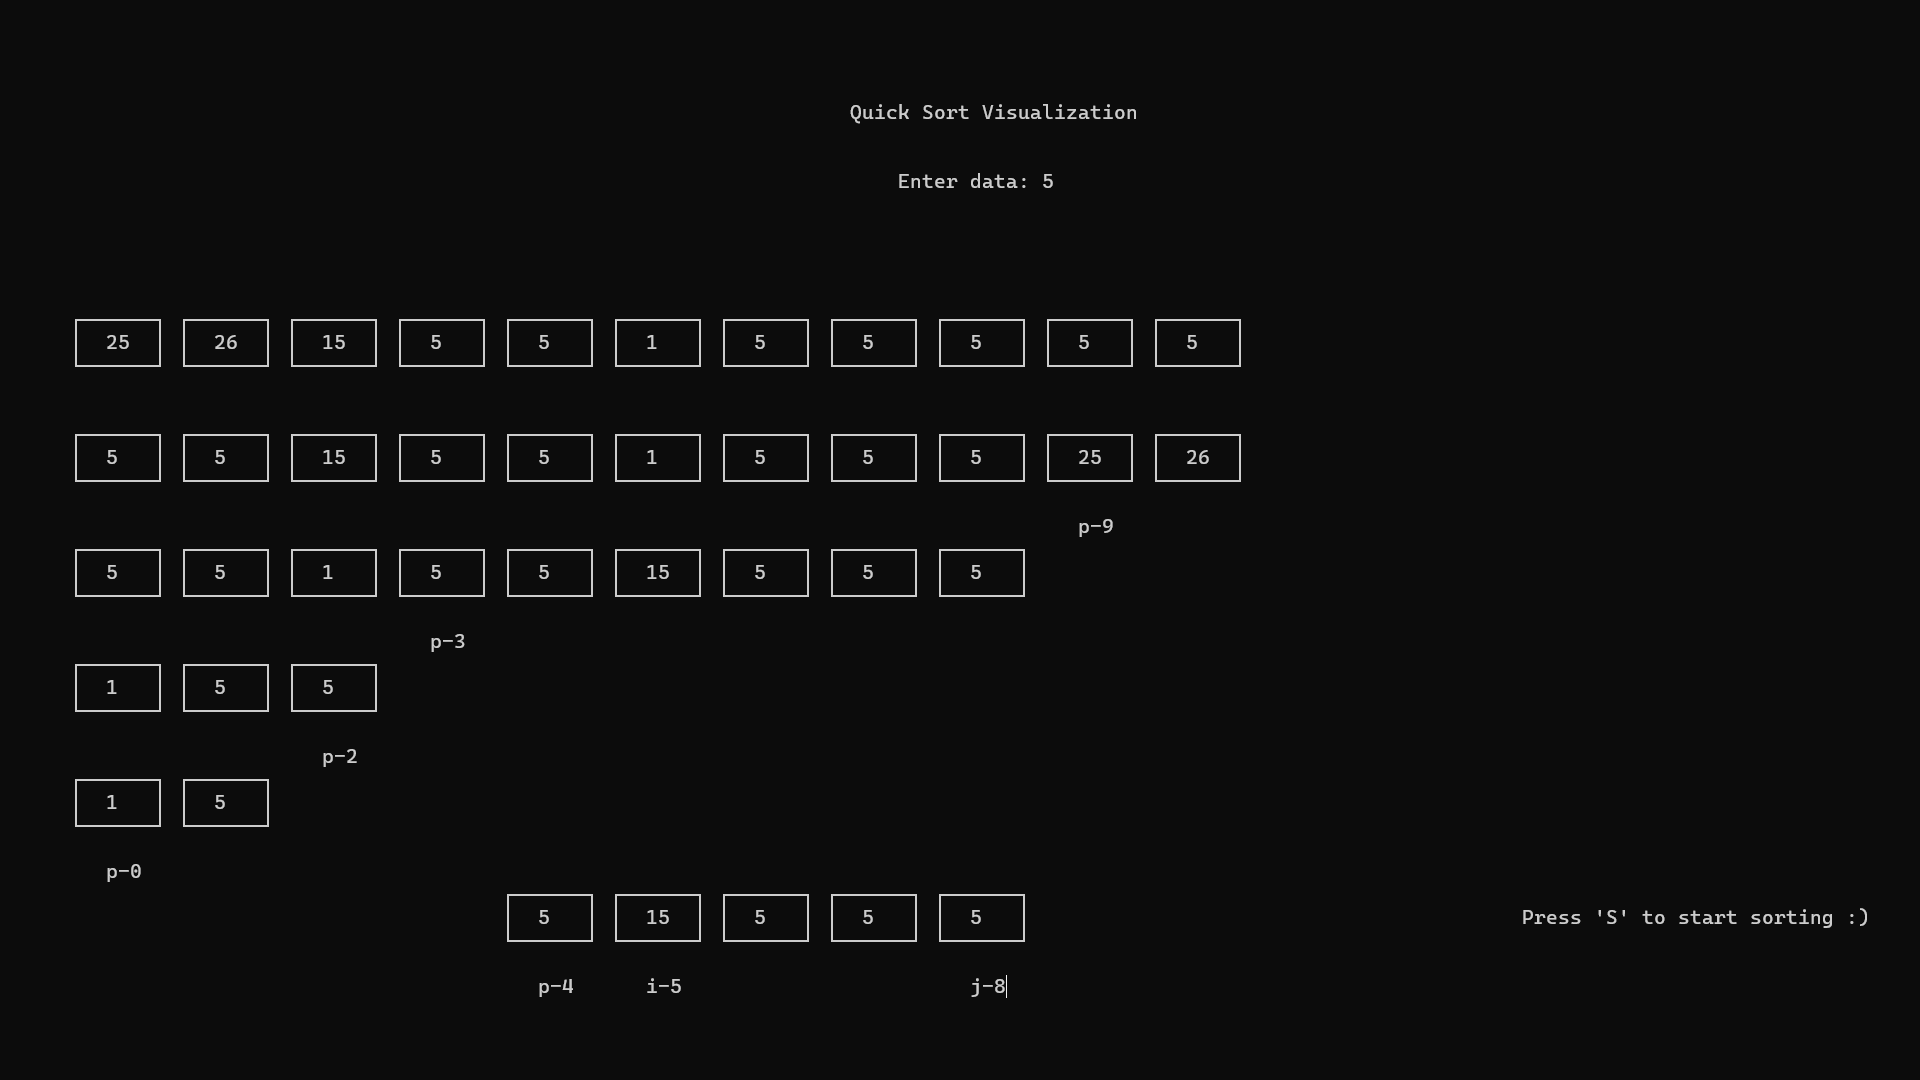 Quick Sort Visualization
Enter data: 5
25 26 15 5 5 1 5 5 5 5 5
5 5 15 5 5 1 5 5 5 25 26
p-9
5 5 1 5 5 15 5 5 5
p-3
1 5 5
p-2
1 5
p-0
5 15 5 5 5 Press 'S' to start sorting :)
p-4 i-5 j-8